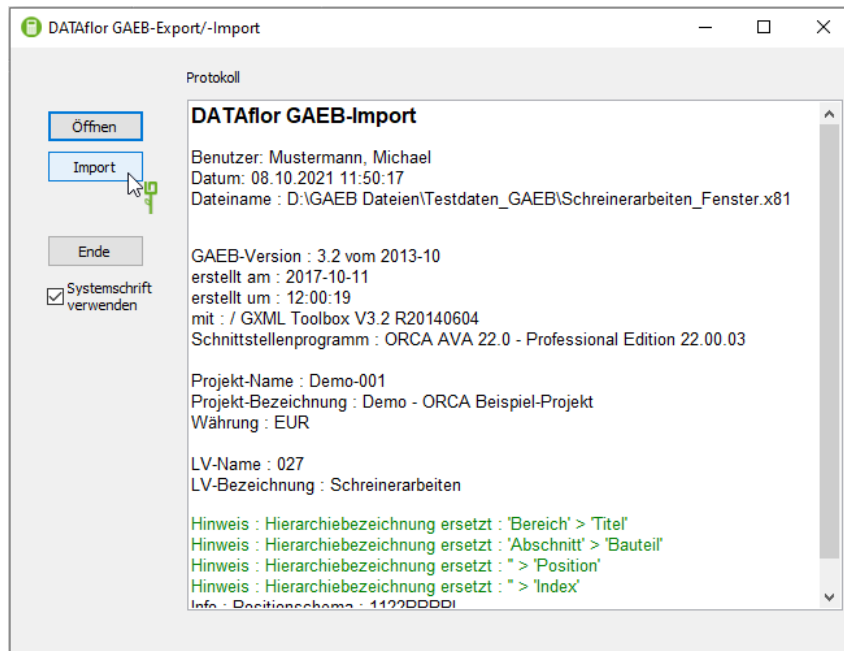 DATAflor GAEB-Export/-Import
Protokoll
Öffnen
Import
Ende
Systemschrift
verwenden
DATAflor GAEB-Import
Benutzer: Mustermann, Michael
Datum: 08.10.2021 11:50:17
Dateiname : D:\GAEB Dateien\Testdaten_GAEB\Schreinerarbeiten_Fenster.x81
GAEB-Version : 3.2 vom 2013-10
erstellt am : 2017-10-11
erstellt um : 12:00:19
mit : / GXML Toolbox V3.2 R20140604
Schnittstellenprogramm : ORCA AVA 22.0 - Professional Edition 22.00.03
Projekt-Name : Demo-001
Projekt-Bezeichnung : Demo - ORCA Beispiel-Projekt
Währung : EUR
LV-Name : 027
LV-Bezeichnung : Schreinerarbeiten
Hinweis : Hierarchiebezeichnung ersetzt : 'Bereich' > 'Titel'
Hinweis : Hierarchiebezeichnung ersetzt : 'Abschnitt' > 'Bauteil'
Hinweis : Hierarchiebezeichnung ersetzt : '' > 'Position'
Hinweis : Hierarchiebezeichnung ersetzt : '' > 'Index'
Info : Positionschema :